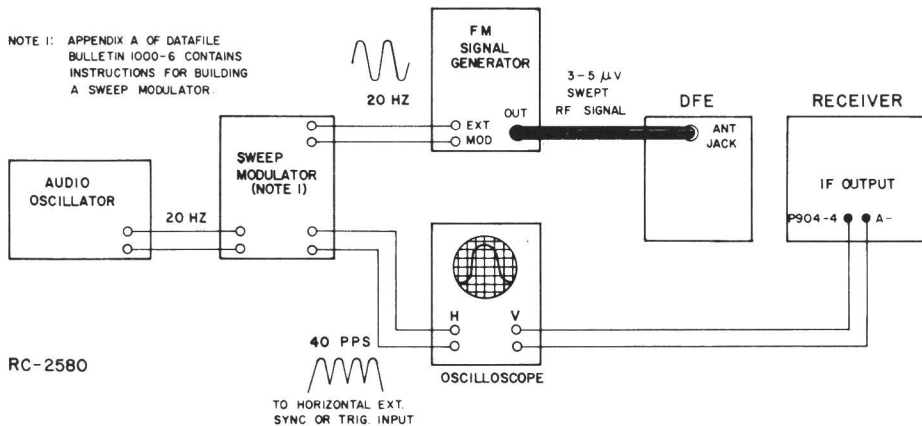 NOTE 1: APPENDIX A OF DATAFILE
BULLETIN 1000-6 CONTAINS
INSTRUCTIONS FOR BUILDING
A SWEEP MODULATOR.
20 HZ
FM
SIGNAL
GENERATOR
EXT.
MOD
OUT
3-5 μV
SWEPT
RF SIGNAL
DFE
ANT
JACK
RECEIVER
IF OUTPUT
P904-4
A-
AUDIO
OSCILLATOR
20 HZ
SWEEP
MODULATOR
(NOTE 1)
H
V
OSCILLOSCOPE
40 PPS
TO HORIZONTAL EXT.
SYNC OR TRIG. INPUT
RC-2580